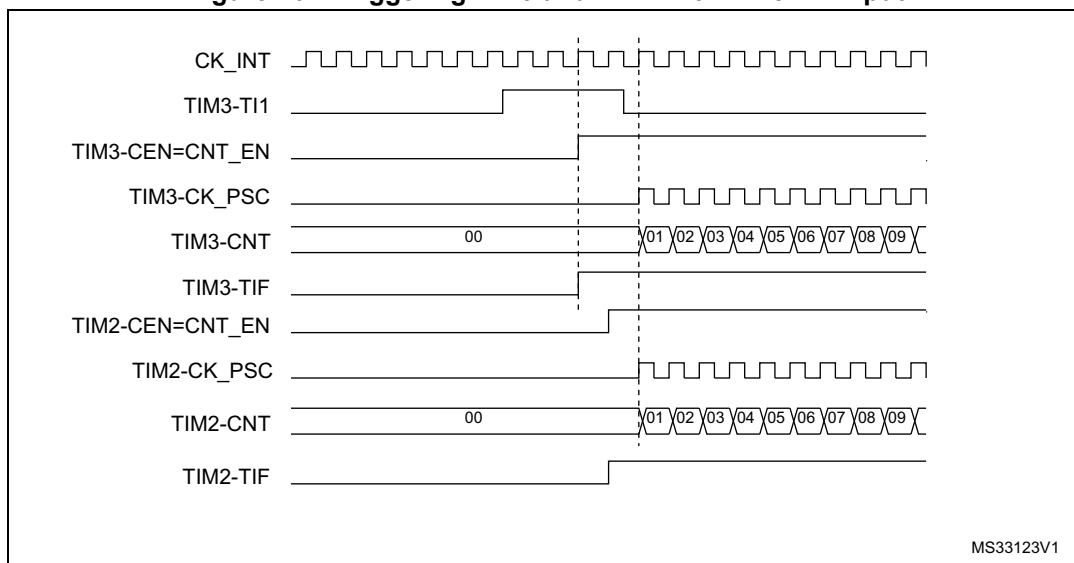 CK_INT
TIM3-TI1
TIM3-CEN=CNT_EN
TIM3-CK_PSC
TIM3-CNT 00 01 02 03 04 05 06 07 08 09
TIM3-TIF
TIM2-CEN=CNT_EN
TIM2-CK_PSC
TIM2-CNT 00 01 02 03 04 05 06 07 08 09
TIM2-TIF
MS33123V1